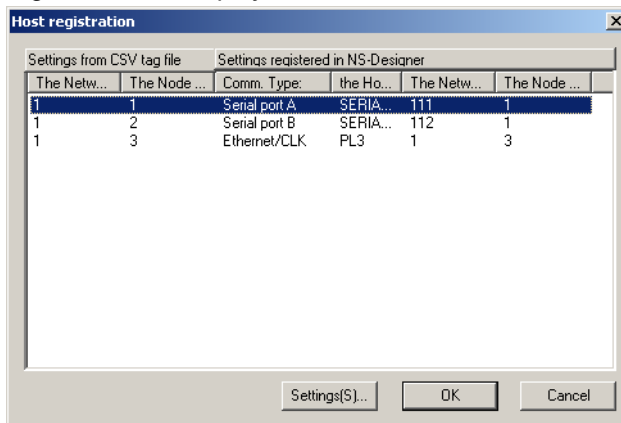 Host registration
Settings from CSV tag file Settings registered in NS-Designer
The Netw... The Node ... Comm. Type: the Ho... The Netw... The Node ...
1 1 Serial port A SERIA... 111 1
1 2 Serial port B SERIA... 112 1
1 3 Ethernet/CLK PL3 1 3
Settings(S)... OK Cancel